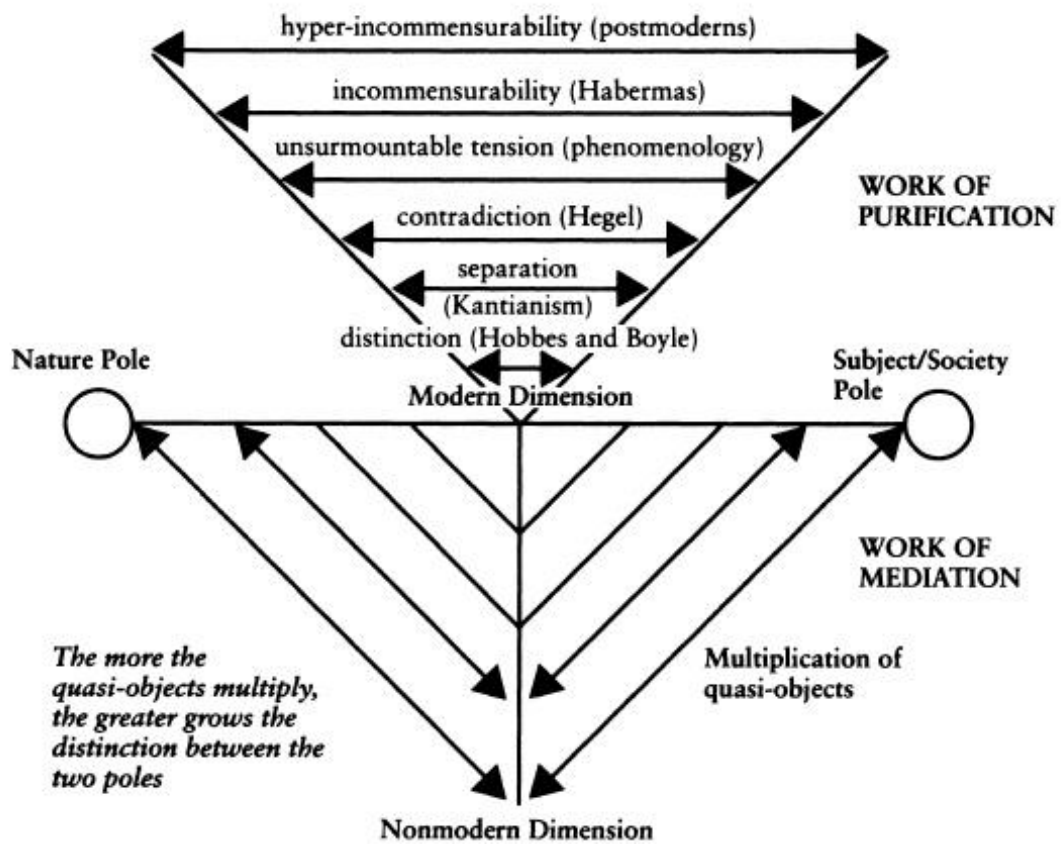 hyper-incommensurability (postmoderns)
incommensurability (Habermas)
unsurmountable tension (phenomenology)
WORK OF
PURIFICATION
contradiction (Hegel)
separation
(Kantianism)
distinction (Hobbes and Boyle)
Nature Pole
Subject/Society
Pole
Modern Dimension
WORK OF
MEDIATION
The more the
quasi-objects multiply,
the greater grows the
distinction between the
two poles
Multiplication of
quasi-objects
Nonmodern Dimension